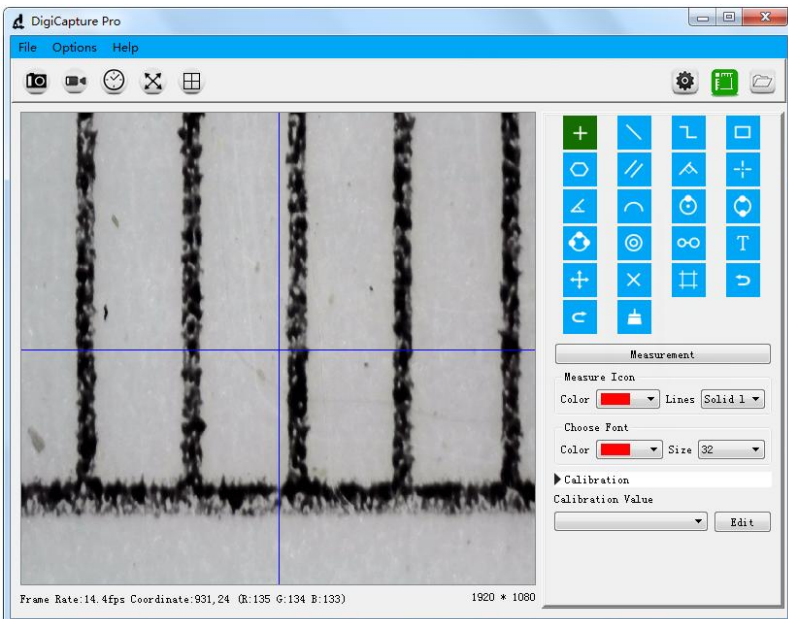 DigiCapture Pro
File Options Help
T
Measurement
Measure Icon
Color Lines Solid l
Choose Font
Color Size 32
Calibration
Calibration Value
Edit
Frame Rate:14.4fps Coordinate:931,24 (R:135 G:134 B:133) 1920 * 1080